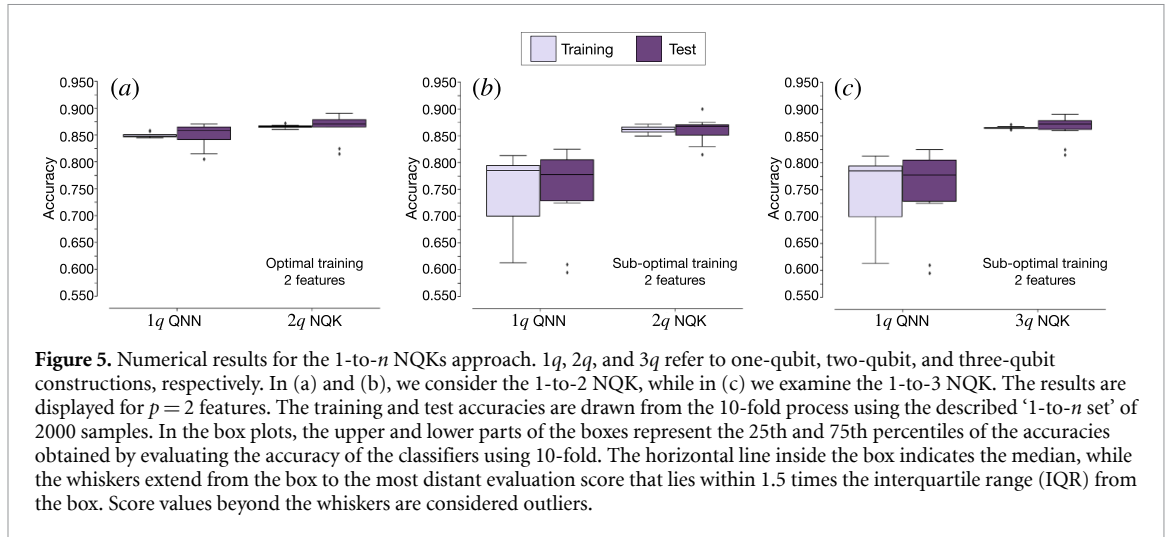 Training Test
(a)
0.950
0.900
0.850
0.800
0.750
0.700
0.650
0.600
0.550
Accuracy
Optimal training
2 features
1q QNN 2q NQK
(b)
0.950
0.900
0.850
0.800
0.750
0.700
0.650
0.600
0.550
Accuracy
Sub-optimal training
2 features
1q QNN 2q NQK
(c)
0.950
0.900
0.850
0.800
0.750
0.700
0.650
0.600
0.550
Accuracy
Sub-optimal training
2 features
1q QNN 3q NQK
Figure 5. Numerical results for the 1-to-n NQKs approach. 1q, 2q, and 3q refer to one-qubit, two-qubit, and three-qubit
constructions, respectively. In (a) and (b), we consider the 1-to-2 NQK, while in (c) we examine the 1-to-3 NQK. The results are
displayed for p = 2 features. The training and test accuracies are drawn from the 10-fold process using the described ‘1-to-n set’ of
2000 samples. In the box plots, the upper and lower parts of the boxes represent the 25th and 75th percentiles of the accuracies
obtained by evaluating the accuracy of the classifiers using 10-fold. The horizontal line inside the box indicates the median, while
the whiskers extend from the box to the most distant evaluation score that lies within 1.5 times the interquartile range (IQR) from
the box. Score values beyond the whiskers are considered outliers.